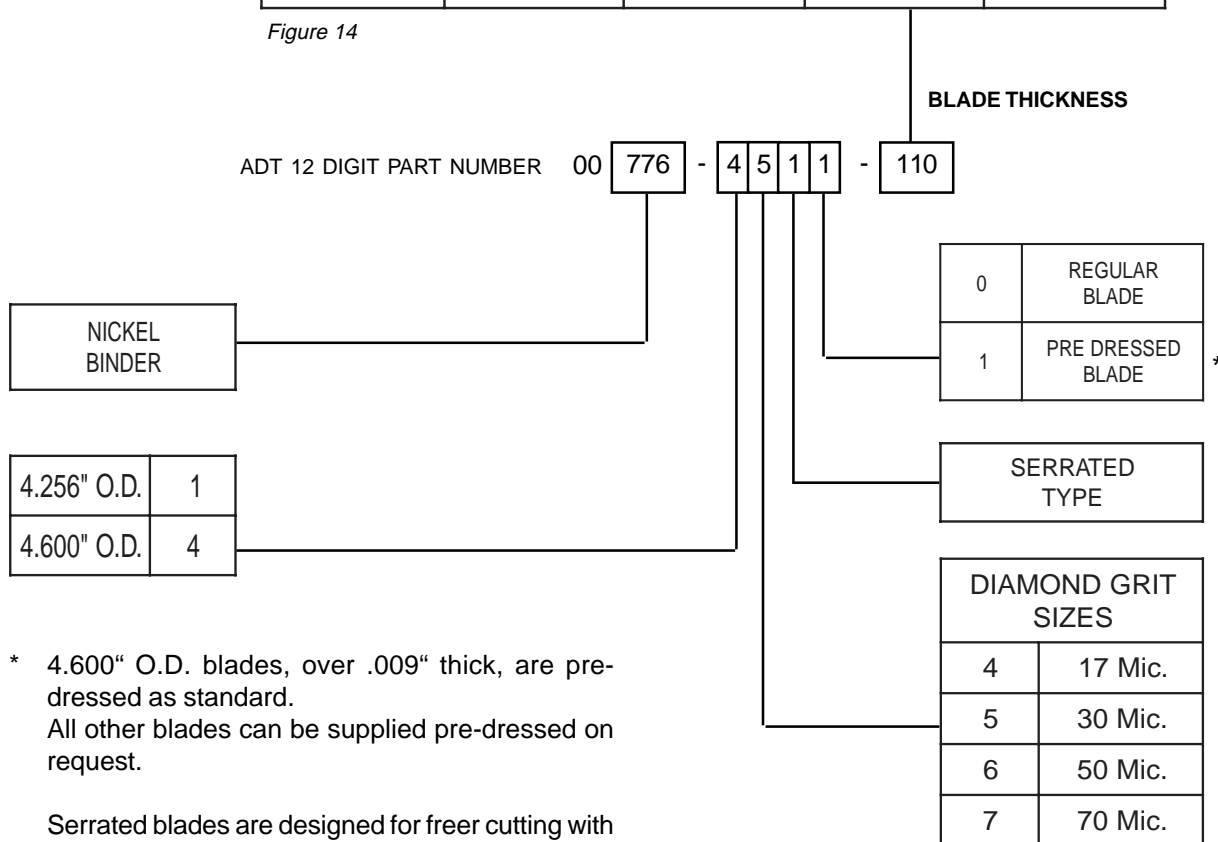 Figure 14
BLADE THICKNESS
ADT 12 DIGIT PART NUMBER 00 776 - 4 5 1 1 - 110
0 REGULAR
BLADE
1 PRE DRESSED
BLADE *
NICKEL
BINDER
4.256" O.D. 1
4.600" O.D. 4
SERRATED
TYPE
DIAMOND GRIT
SIZES
4 17 Mic.
5 30 Mic.
6 50 Mic.
7 70 Mic.
* 4.600“ O.D. blades, over .009“ thick, are pre-
dressed as standard.
All other blades can be supplied pre-dressed on
request.
Serrated blades are designed for freer cutting with